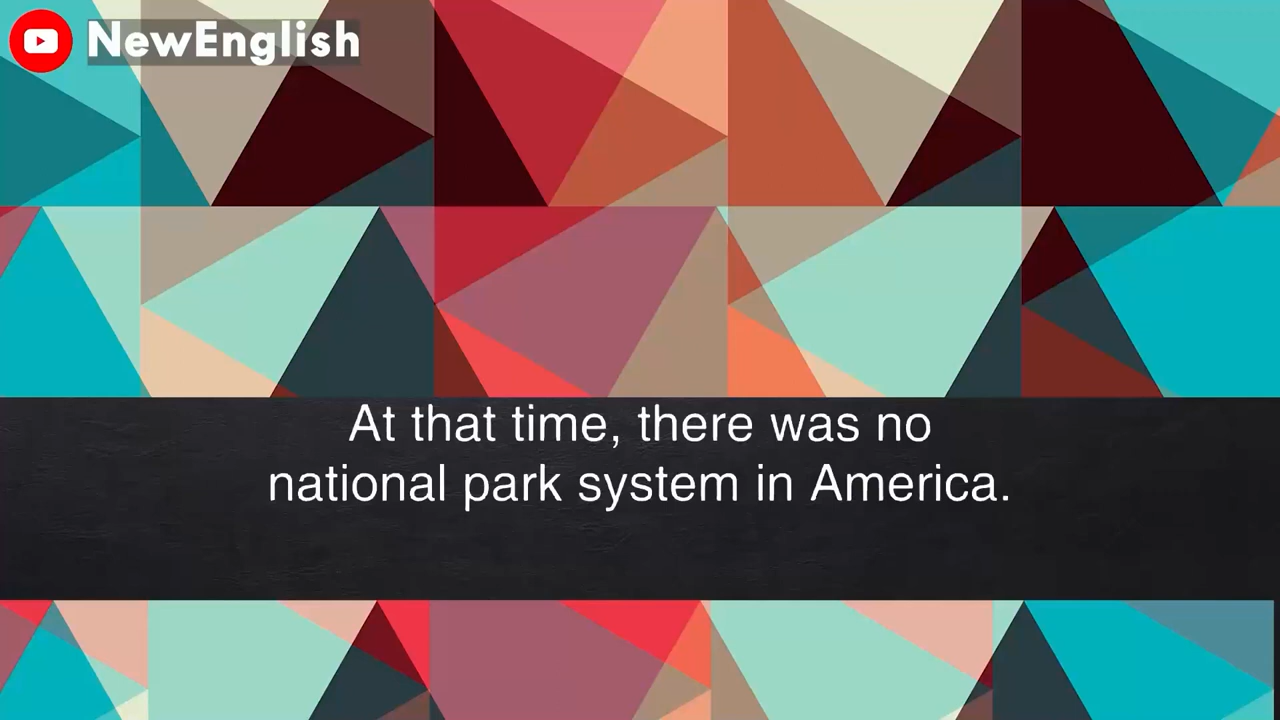 NewEnglish
At that time, there was no
national park system in America.